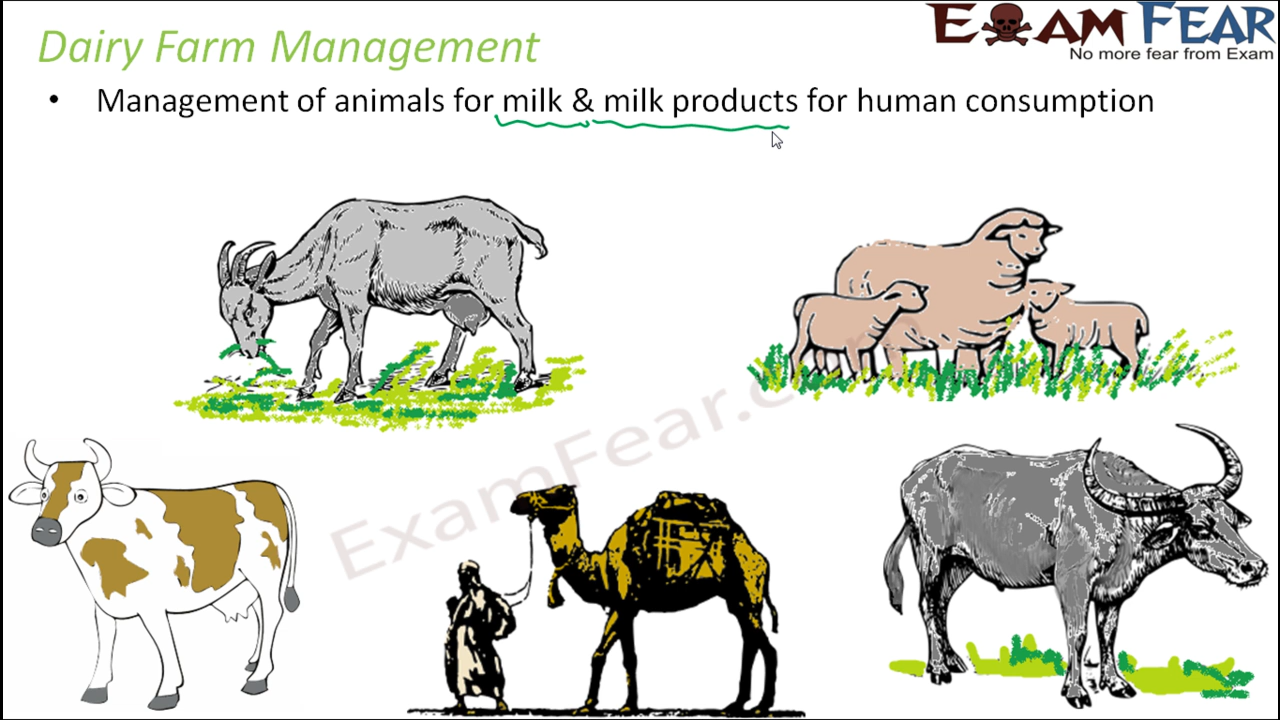 Dairy Farm Management
EXAM FEAR
No more fear from Exam
• Management of animals for milk & milk products for human consumption
ExamFear.c